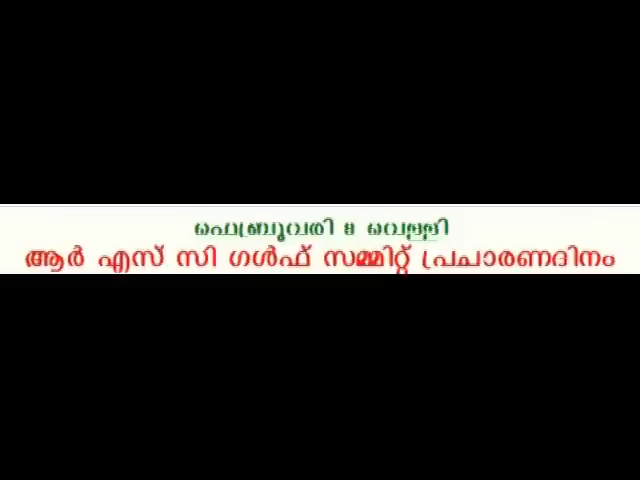 ഫെബ്രുവരി 8 വെള്ളി
ആർ എസ് സി ഗൾഫ് സമ്മിറ്റ് പ്രചാരണദിനം